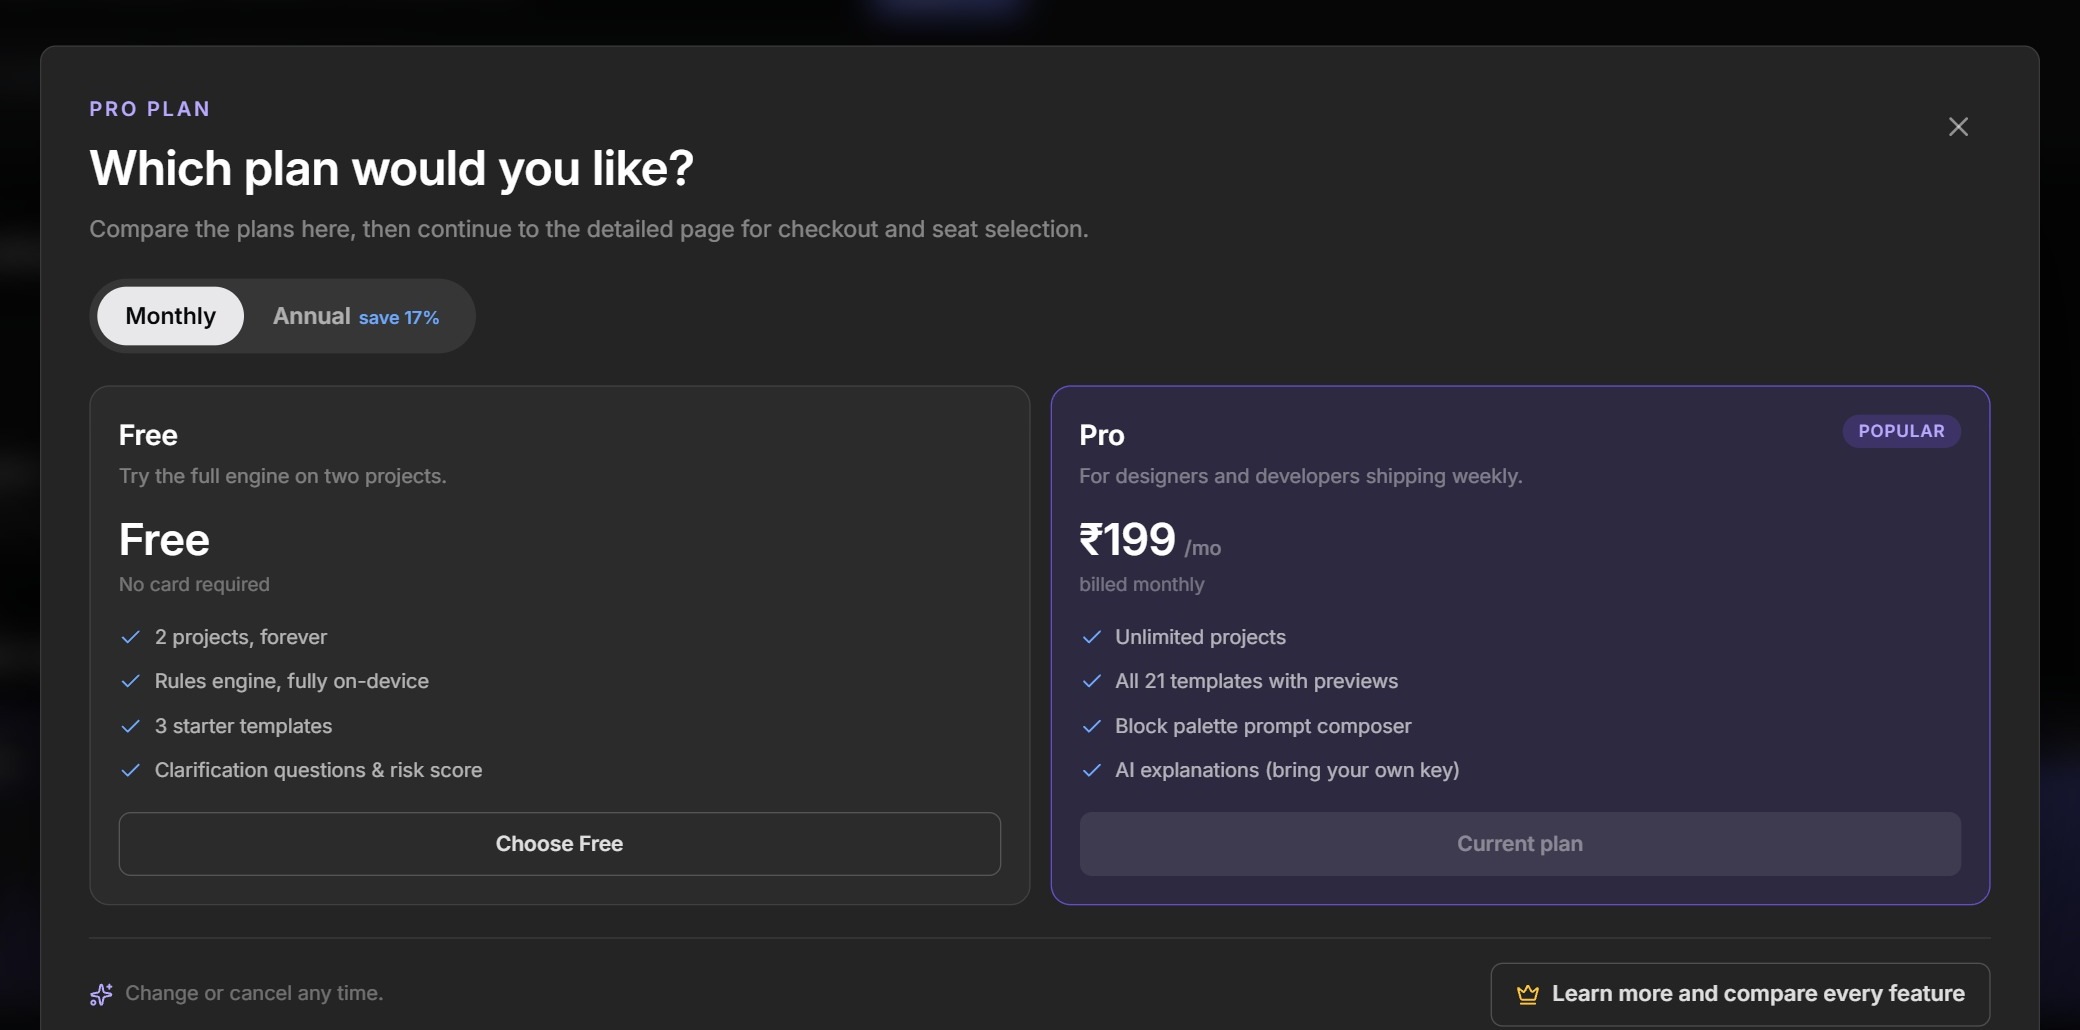 PRO PLAN
Which plan would you like?
Compare the plans here, then continue to the detailed page for checkout and seat selection.
Monthly
Annual save 17%
Free
Try the full engine on two projects.
Free
No card required
2 projects, forever
Rules engine, fully on-device
3 starter templates
Clarification questions & risk score
Choose Free
Pro
POPULAR
For designers and developers shipping weekly.
₹199 /mo
billed monthly
Unlimited projects
All 21 templates with previews
Block palette prompt composer
AI explanations (bring your own key)
Current plan
Change or cancel any time.
Learn more and compare every feature